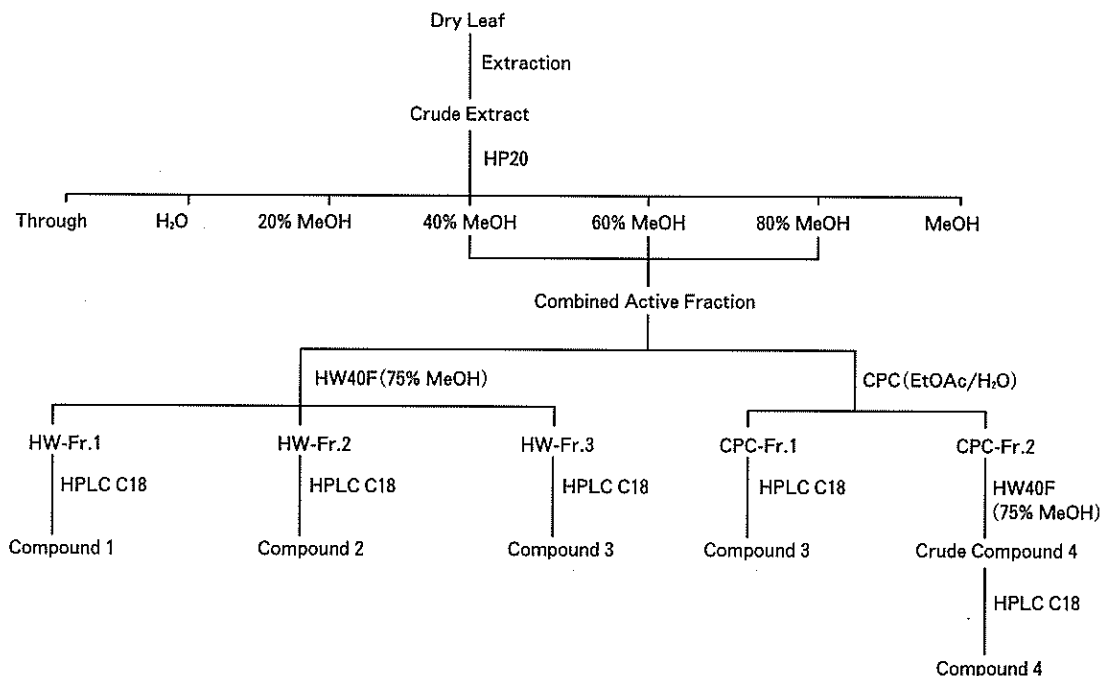 Dry Leaf
Extraction
Crude Extract
HP20
Through H₂O 20% MeOH 40% MeOH 60% MeOH 80% MeOH MeOH
Combined Active Fraction
HW40F(75% MeOH) CPC(EtOAc/H₂O)
HW-Fr.1 HW-Fr.2 HW-Fr.3 CPC-Fr.1 CPC-Fr.2
HPLC C18 HPLC C18 HPLC C18 HPLC C18 HW40F
(75% MeOH)
Compound 1 Compound 2 Compound 3 Compound 3 Crude Compound 4
HPLC C18
Compound 4